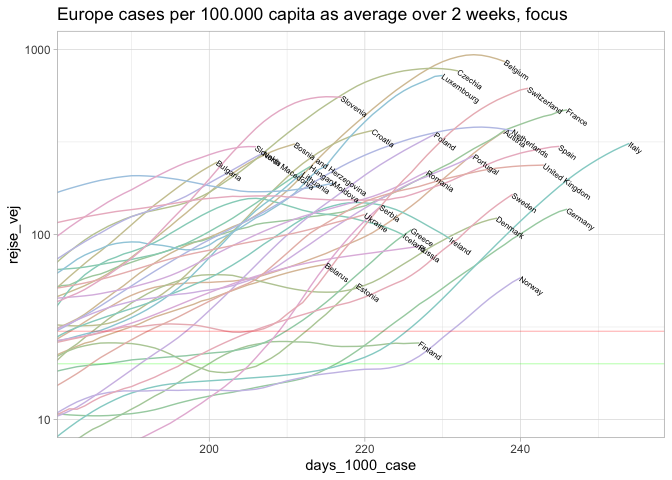 Europe cases per 100.000 capita as average over 2 weeks, focus
1000
100
10
rejse_vej
Belgium
Czechia
Luxembourg
Slovenia
Switzerland
France
Croatia
Poland
Austria
Netherlands
Italy
Bosnia and Herzegovina
Spain
Portugal
United Kingdom
Bulgaria
North Macedonia
Hungary
Moldova
Romania
Sweden
Serbia
Ukraine
Denmark
Germany
Greece
Iceland
Russia
Ireland
Belarus
Estonia
Norway
Finland
200
220
240
days_1000_case